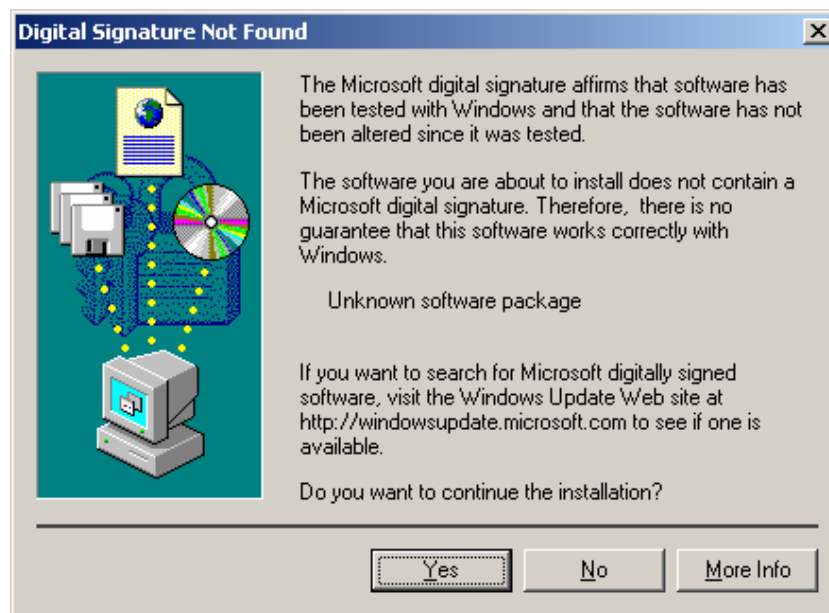 Digital Signature Not Found
The Microsoft digital signature affirms that software has
been tested with Windows and that the software has not
been altered since it was tested.
The software you are about to install does not contain a
Microsoft digital signature. Therefore,  there is no
guarantee that this software works correctly with
Windows.
Unknown software package
If you want to search for Microsoft digitally signed
software, visit the Windows Update Web site at
http://windowsupdate.microsoft.com to see if one is
available.
Do you want to continue the installation?
Yes
No
More Info